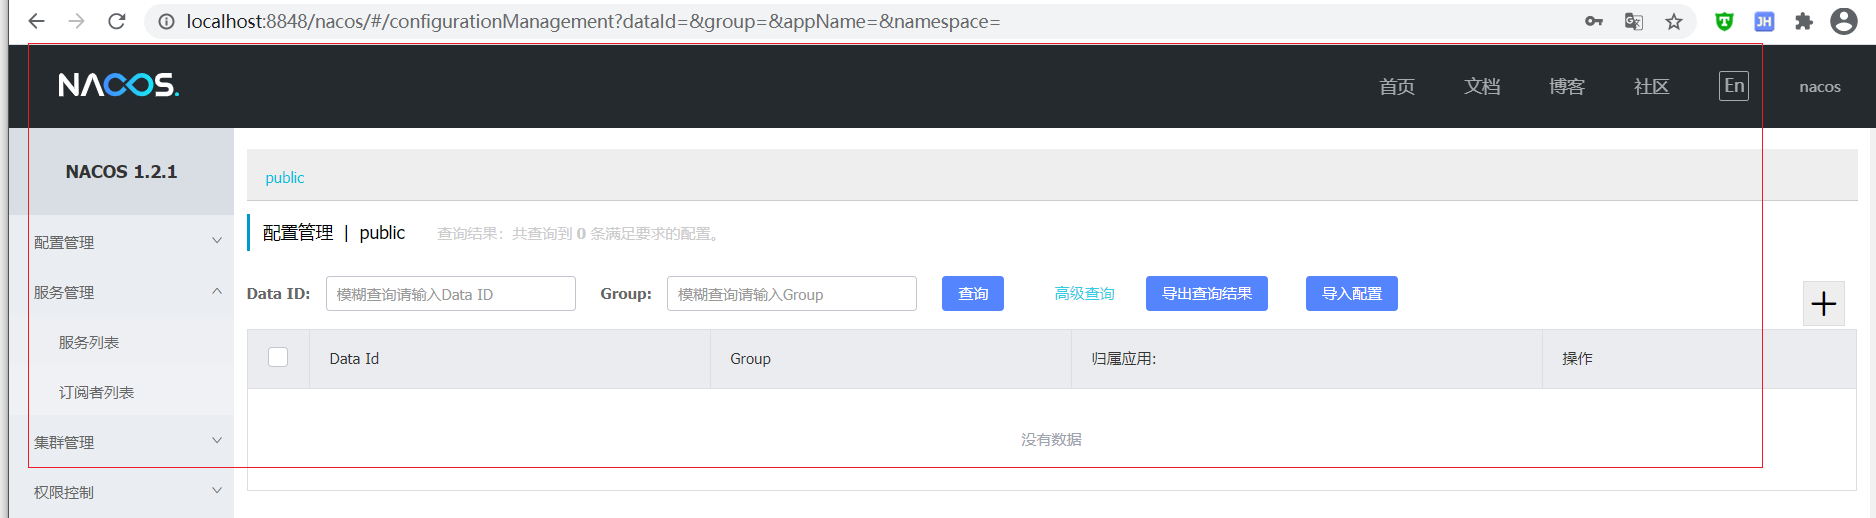 localhost:8848/nacos/#/configurationManagement?dataId=&group=&appName=&namespace=
JH
NACOS.
首页 文档 博客 社区 En nacos
NACOS 1.2.1
public
配置管理
配置管理 | public 查询结果：共查询到 0 条满足要求的配置。
服务管理
Data ID: 模糊查询请输入Data ID Group: 模糊查询请输入Group 查询 高级查询 导出查询结果 导入配置
服务列表
Data Id Group 归属应用: 操作
订阅者列表
集群管理
没有数据
权限控制